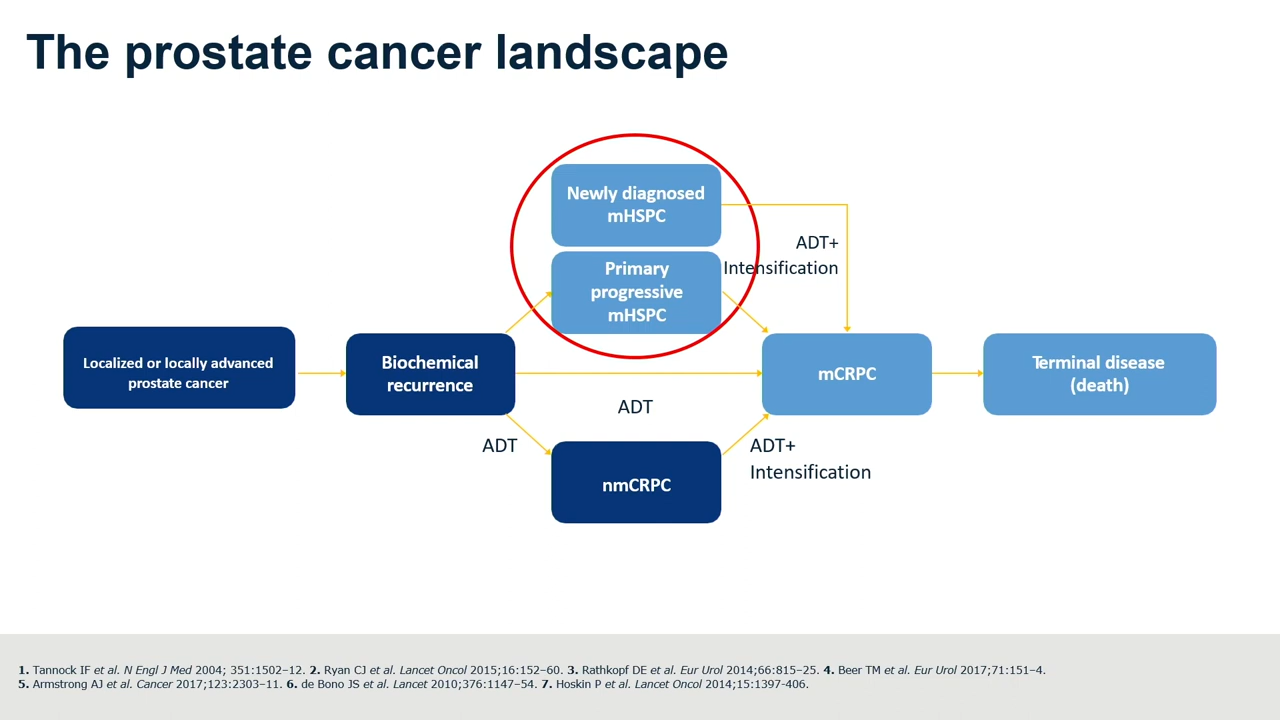 The prostate cancer landscape
Newly diagnosed
mHSPC
ADT+
Intensification
Primary
progressive
mHSPC
Localized or locally advanced
prostate cancer
Biochemical
recurrence
mCRPC
Terminal disease
(death)
ADT
ADT
ADT+
Intensification
nmCRPC
1. Tannock IF et al. N Engl J Med 2004; 351:1502–12. 2. Ryan CJ et al. Lancet Oncol 2015;16:152–60. 3. Rathkopf DE et al. Eur Urol 2014;66:815–25. 4. Beer TM et al. Eur Urol 2017;71:151–4.
5. Armstrong AJ et al. Cancer 2017;123:2303–11. 6. de Bono JS et al. Lancet 2010;376:1147–54. 7. Hoskin P et al. Lancet Oncol 2014;15:1397-406.